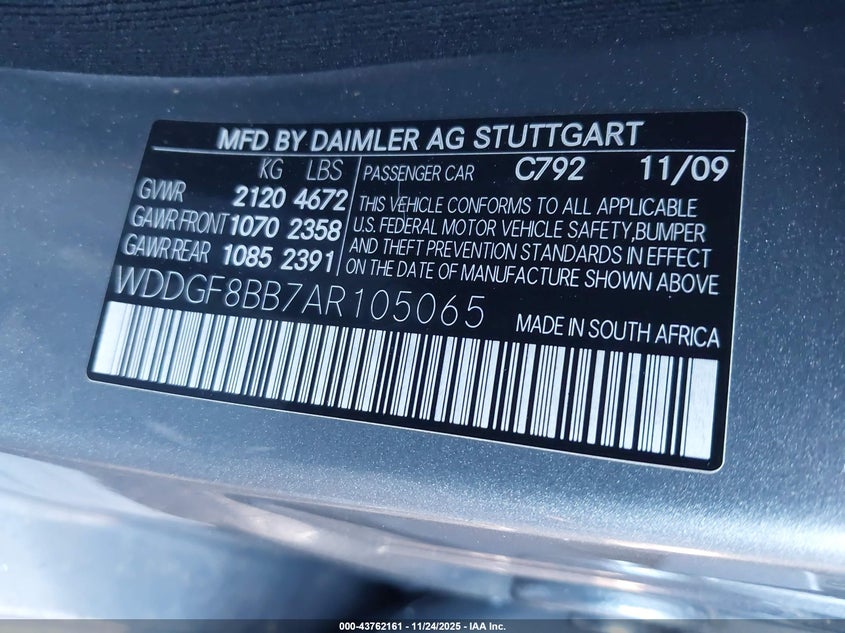 MFD BY DAIMLER AG STUTTGART
KG LBS
GVWR 2120 4672
GAWR FRONT 1070 2358
GAWR REAR 1085 2391
PASSENGER CAR C792 11/09
THIS VEHICLE CONFORMS TO ALL APPLICABLE
U.S. FEDERAL MOTOR VEHICLE SAFETY,BUMPER
AND THEFT PREVENTION STANDARDS IN EFFECT
ON THE DATE OF MANUFACTURE SHOWN ABOVE
WDDGF8BB7AR105065
MADE IN SOUTH AFRICA
000-43762161 - 11/24/2025 - IAA Inc.